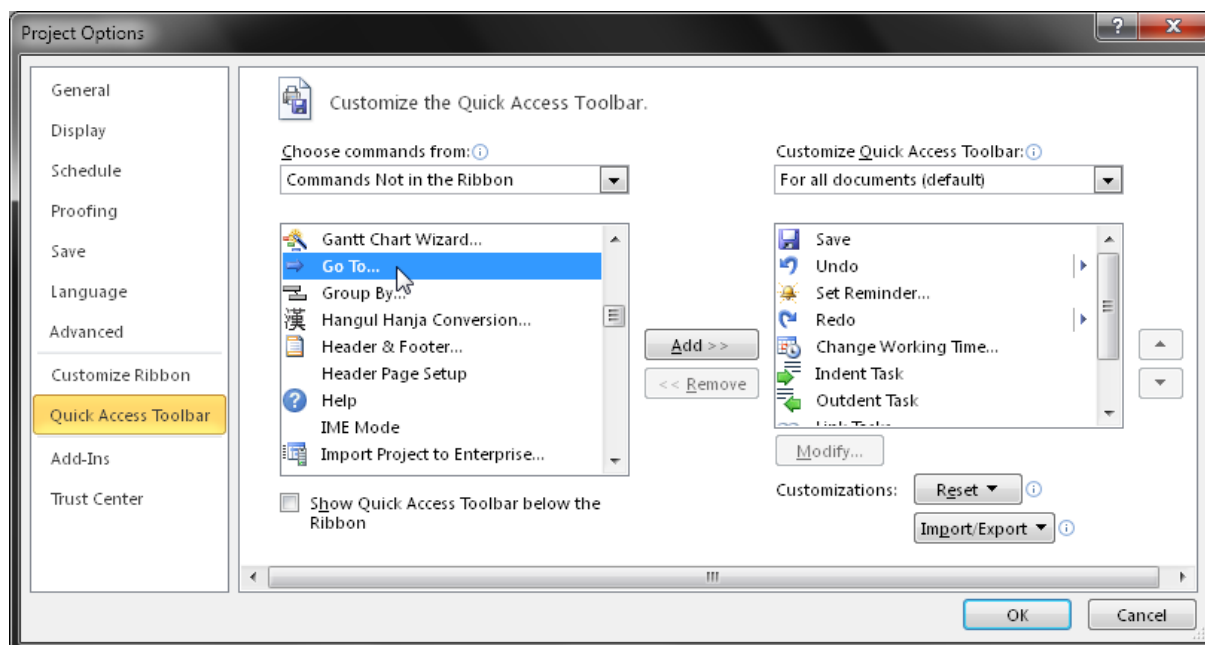 Project Options
?
General
Display
Schedule
Proofing
Save
Language
Advanced
Customize Ribbon
Quick Access Toolbar
Add-Ins
Trust Center
Customize the Quick Access Toolbar.
Choose commands from:
Commands Not in the Ribbon
Gantt Chart Wizard...
Go To...
Group By...
漢 Hangul Hanja Conversion...
Header & Footer...
Header Page Setup
Help
IME Mode
Import Project to Enterprise...
Show Quick Access Toolbar below the
Ribbon
Add >>
<< Remove
Customize Quick Access Toolbar:
For all documents (default)
Save
Undo
Set Reminder...
Redo
Change Working Time...
Indent Task
Outdent Task
Link Tasks
Modify...
Customizations:
Reset
Import/Export
OK
Cancel